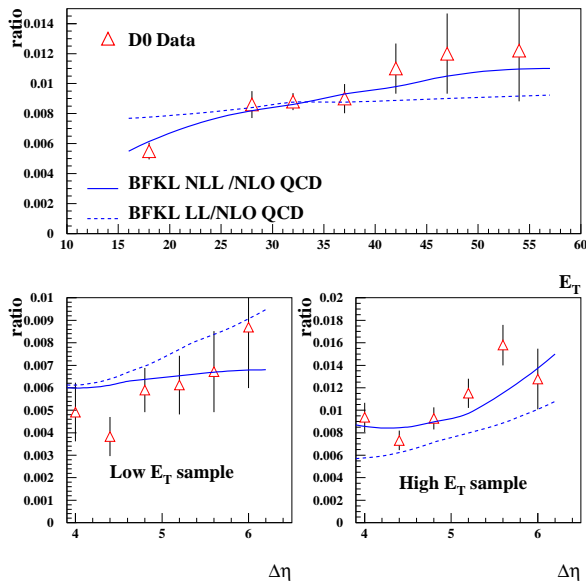 ratio
0.014
0.012
0.01
0.008
0.006
0.004
0.002
0
D0 Data
BFKL NLL /NLO QCD
BFKL LL/NLO QCD
10 15 20 25 30 35 40 45 50 55 60
E_T
ratio
0.01
0.009
0.008
0.007
0.006
0.005
0.004
0.003
0.002
0.001
0
Low E_T sample
4 5 6
Δη
ratio
0.02
0.018
0.016
0.014
0.012
0.01
0.008
0.006
0.004
0.002
0
High E_T sample
4 5 6
Δη